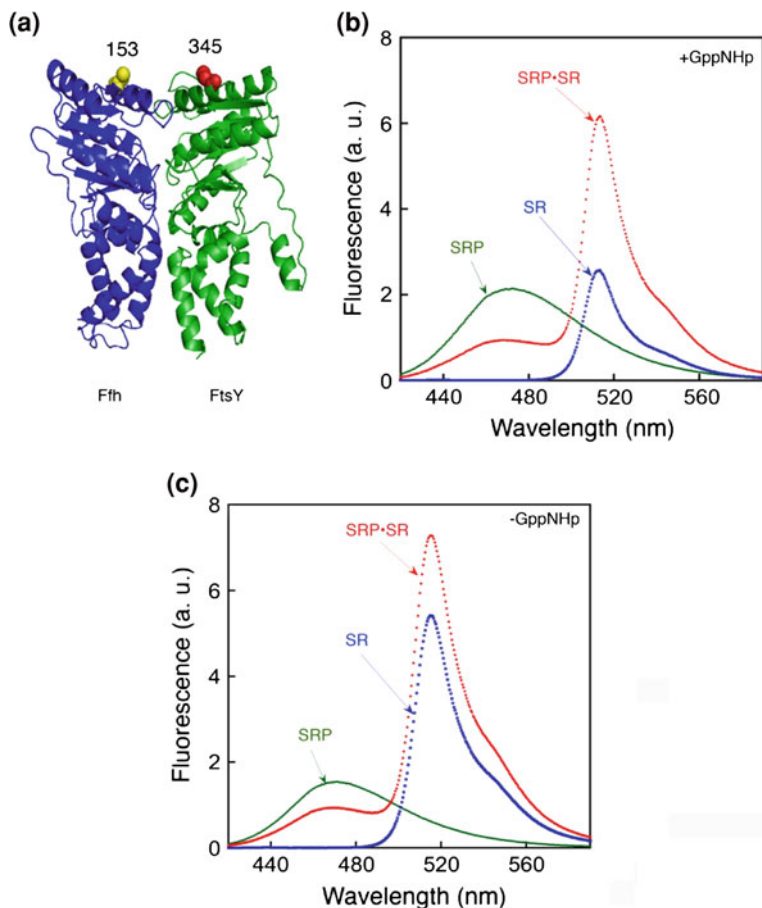 (a)
153 345
Ffh FtsY
(b)
8
6
4
2
0
Fluorescence (a. u.)
+GppNHp
SRP•SR
SR
SRP
440 480 520 560
Wavelength (nm)
(c)
8
6
4
2
0
Fluorescence (a. u.)
-GppNHp
SRP•SR
SR
SRP
440 480 520 560
Wavelength (nm)